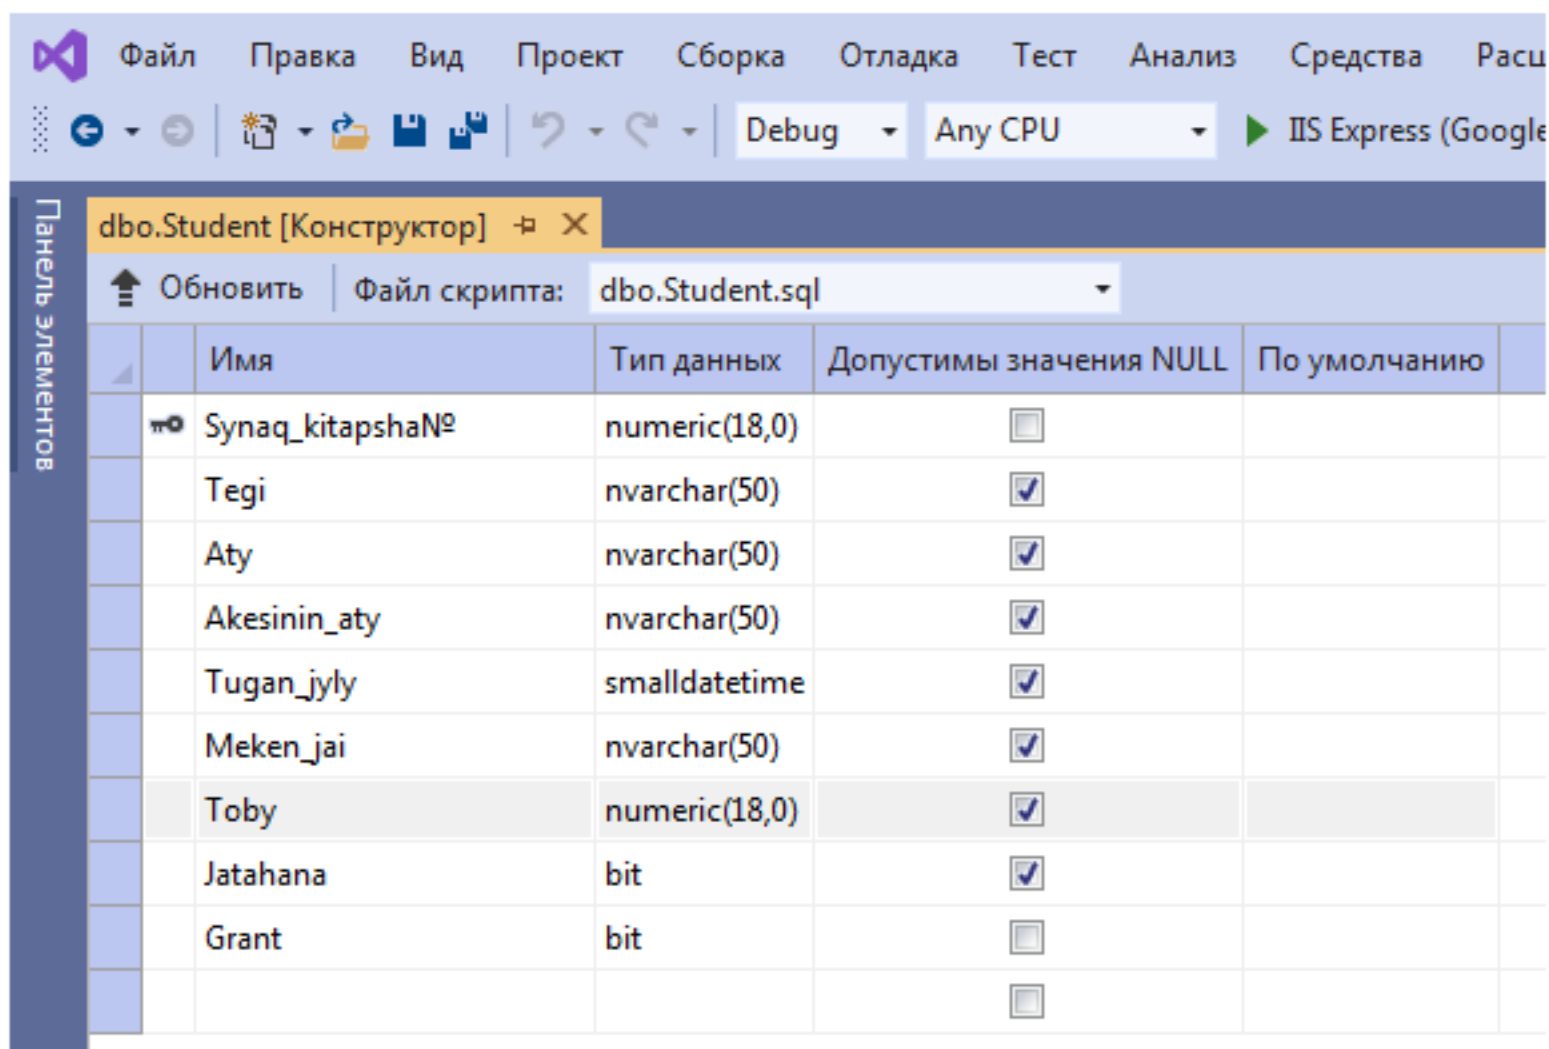 Файл Правка Вид Проект Сборка Отладка Тест Анализ Средства Расш
Debug Any CPU IIS Express (Google
Панель элементов
dbo.Student [Конструктор]
Обновить Файл скрипта: dbo.Student.sql
Имя Тип данных Допустимы значения NULL По умолчанию
Synaq_kitapsha№ numeric(18,0)
Tegi nvarchar(50)
Aty nvarchar(50)
Akesinin_aty nvarchar(50)
Tugan_jyly smalldatetime
Meken_jai nvarchar(50)
Toby numeric(18,0)
Jatahana bit
Grant bit